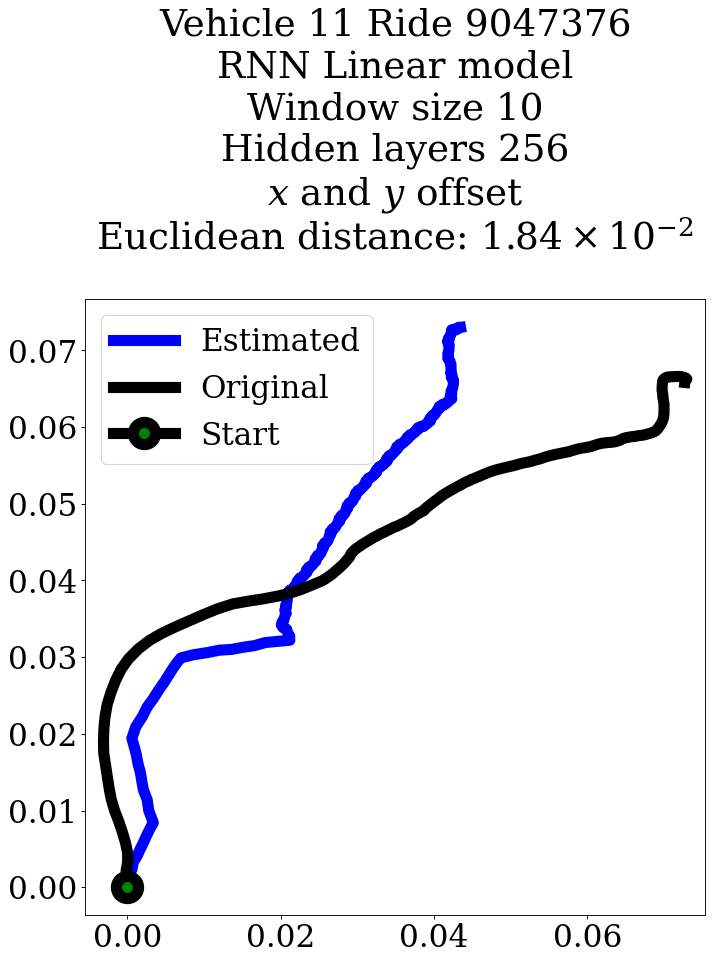 Vehicle 11 Ride 9047376
RNN Linear model
Window size 10
Hidden layers 256
x and y offset
Euclidean distance: 1.84 × 10⁻²
Estimated
Original
Start
0.07
0.06
0.05
0.04
0.03
0.02
0.01
0.00
0.00 0.02 0.04 0.06